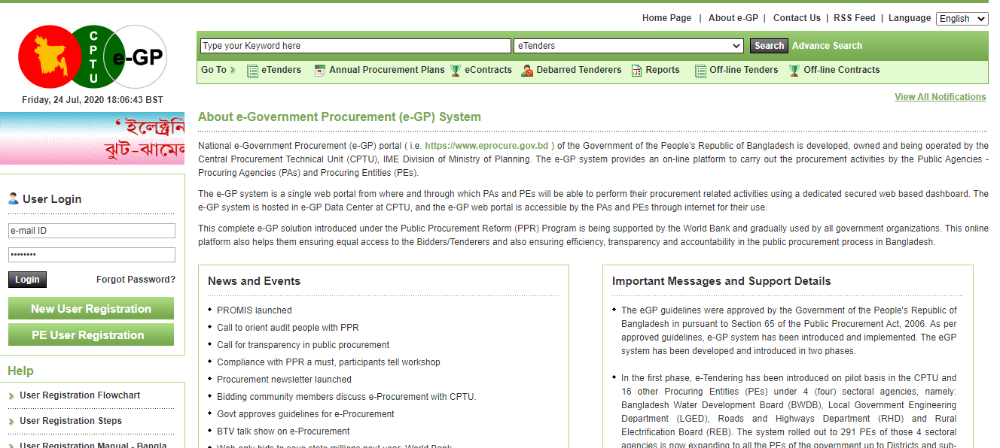 Home Page | About e-GP | Contact Us | RSS Feed | Language English
C
P
T
U
e-GP
Type your Keyword here eTenders Search Advance Search
Go To eTenders Annual Procurement Plans eContracts Debarred Tenderers Reports Off-line Tenders Off-line Contracts
Friday, 24 Jul, 2020 18:06:43 BST
View All Notifications
‘ ইলেক্ট্রনি
ঝুট-ঝামেল
User Login
e-mail ID
••••••••
Login Forgot Password?
New User Registration
PE User Registration
Help
User Registration Flowchart
User Registration Steps
User Registration Manual - Bangla
About e-Government Procurement (e-GP) System
National e-Government Procurement (e-GP) portal ( i.e. https://www.eprocure.gov.bd ) of the Government of the People’s Republic of Bangladesh is developed, owned and being operated by the
Central Procurement Technical Unit (CPTU), IME Division of Ministry of Planning. The e-GP system provides an on-line platform to carry out the procurement activities by the Public Agencies -
Procuring Agencies (PAs) and Procuring Entities (PEs).
The e-GP system is a single web portal from where and through which PAs and PEs will be able to perform their procurement related activities using a dedicated secured web based dashboard. The
e-GP system is hosted in e-GP Data Center at CPTU, and the e-GP web portal is accessible by the PAs and PEs through internet for their use.
This complete e-GP solution introduced under the Public Procurement Reform (PPR) Program is being supported by the World Bank and gradually used by all government organizations. This online
platform also helps them ensuring equal access to the Bidders/Tenderers and also ensuring efficiency, transparency and accountability in the public procurement process in Bangladesh.
News and Events
PROMIS launched
Call to orient audit people with PPR
Call for transparency in public procurement
Compliance with PPR a must, participants tell workshop
Procurement newsletter launched
Bidding community members discuss e-Procurement with CPTU.
Govt approves guidelines for e-Procurement
BTV talk show on e-Procurement
Web only bids to save state millions next year: World Bank
Important Messages and Support Details
The eGP guidelines were approved by the Government of the People's Republic of
Bangladesh in pursuant to Section 65 of the Public Procurement Act, 2006. As per
approved guidelines, e-GP system has been introduced and implemented. The eGP
system has been developed and introduced in two phases.
In the first phase, e-Tendering has been introduced on pilot basis in the CPTU and
16 other Procuring Entities (PEs) under 4 (four) sectoral agencies, namely:
Bangladesh Water Development Board (BWDB), Local Government Engineering
Department (LGED), Roads and Highways Department (RHD) and Rural
Electrification Board (REB). The system rolled out to 291 PEs of those 4 sectoral
agencies is now expanding to all the PEs of the government up to Districts and sub-